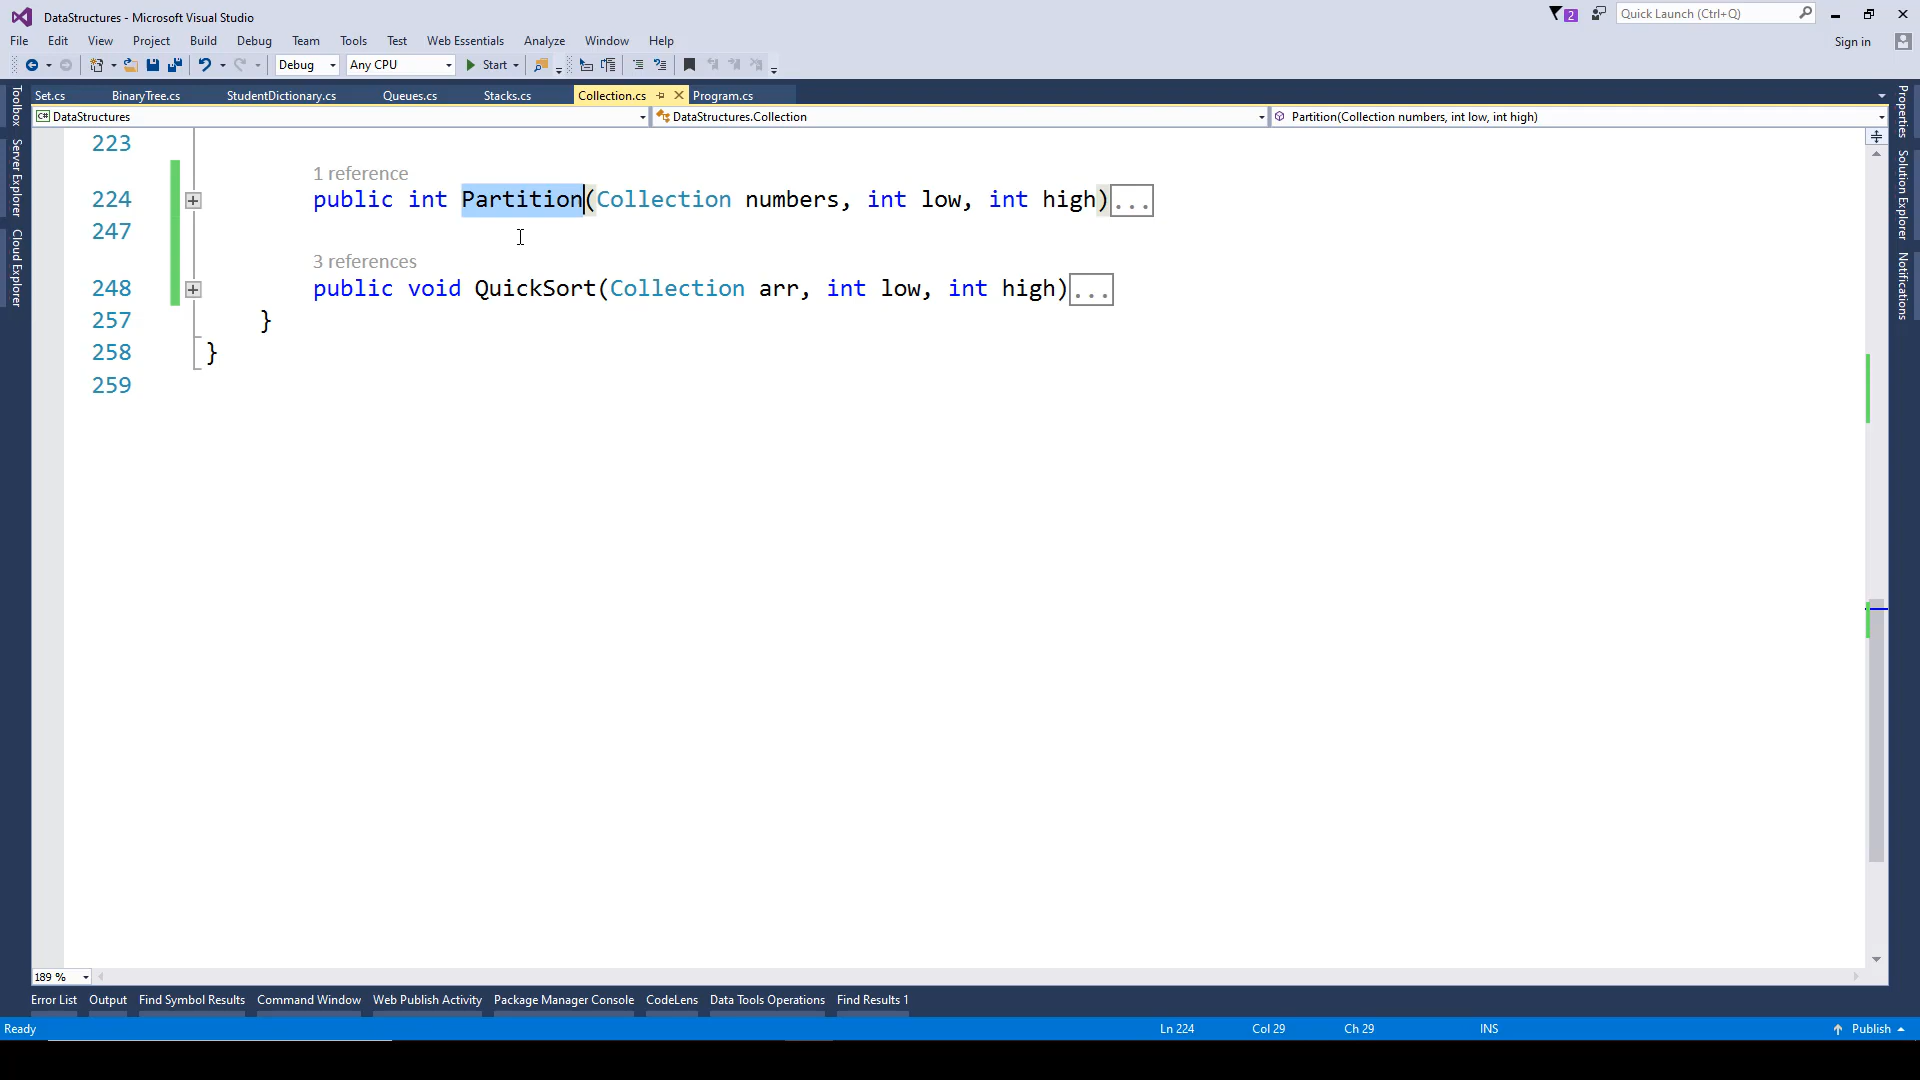 DataStructures - Microsoft Visual Studio
2
Quick Launch (Ctrl+Q)
File Edit View Project Build Debug Team Tools Test Web Essentials Analyze Window Help
Sign in
Debug Any CPU Start
Set.cs BinaryTree.cs StudentDictionary.cs Queues.cs Stacks.cs Collection.cs Program.cs
C# DataStructures DataStructures.Collection Partition(Collection numbers, int low, int high)
Toolbox
Server Explorer
Cloud Explorer
223
1 reference
224 public int Partition(Collection numbers, int low, int high)...
247
3 references
248 public void QuickSort(Collection arr, int low, int high)...
257 }
258 }
259
Properties
Solution Explorer
Notifications
189 %
Error List Output Find Symbol Results Command Window Web Publish Activity Package Manager Console CodeLens Data Tools Operations Find Results 1
Ready Ln 224 Col 29 Ch 29 INS Publish